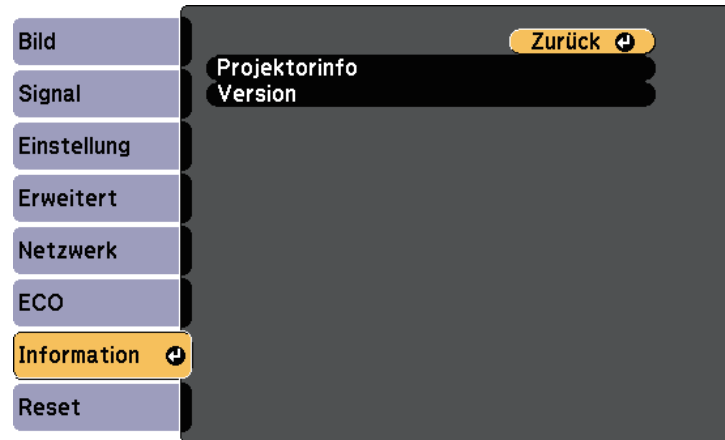 Bild
Signal
Einstellung
Erweitert
Netzwerk
ECO
Information
Reset
Zurück
Projektorinfo
Version